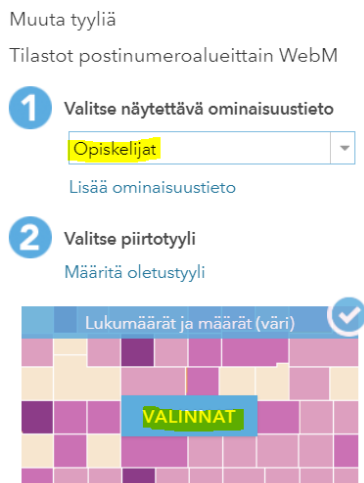 Muuta tyyliä
Tilastot postinumeroalueittain WebM
1 Valitse näytettävä ominaisuustieto
Opiskelijat
Lisää ominaisuustieto
2 Valitse piirtotyyli
Määritä oletustyyli
Lukumäärät ja määrät (väri)
VALINNAT